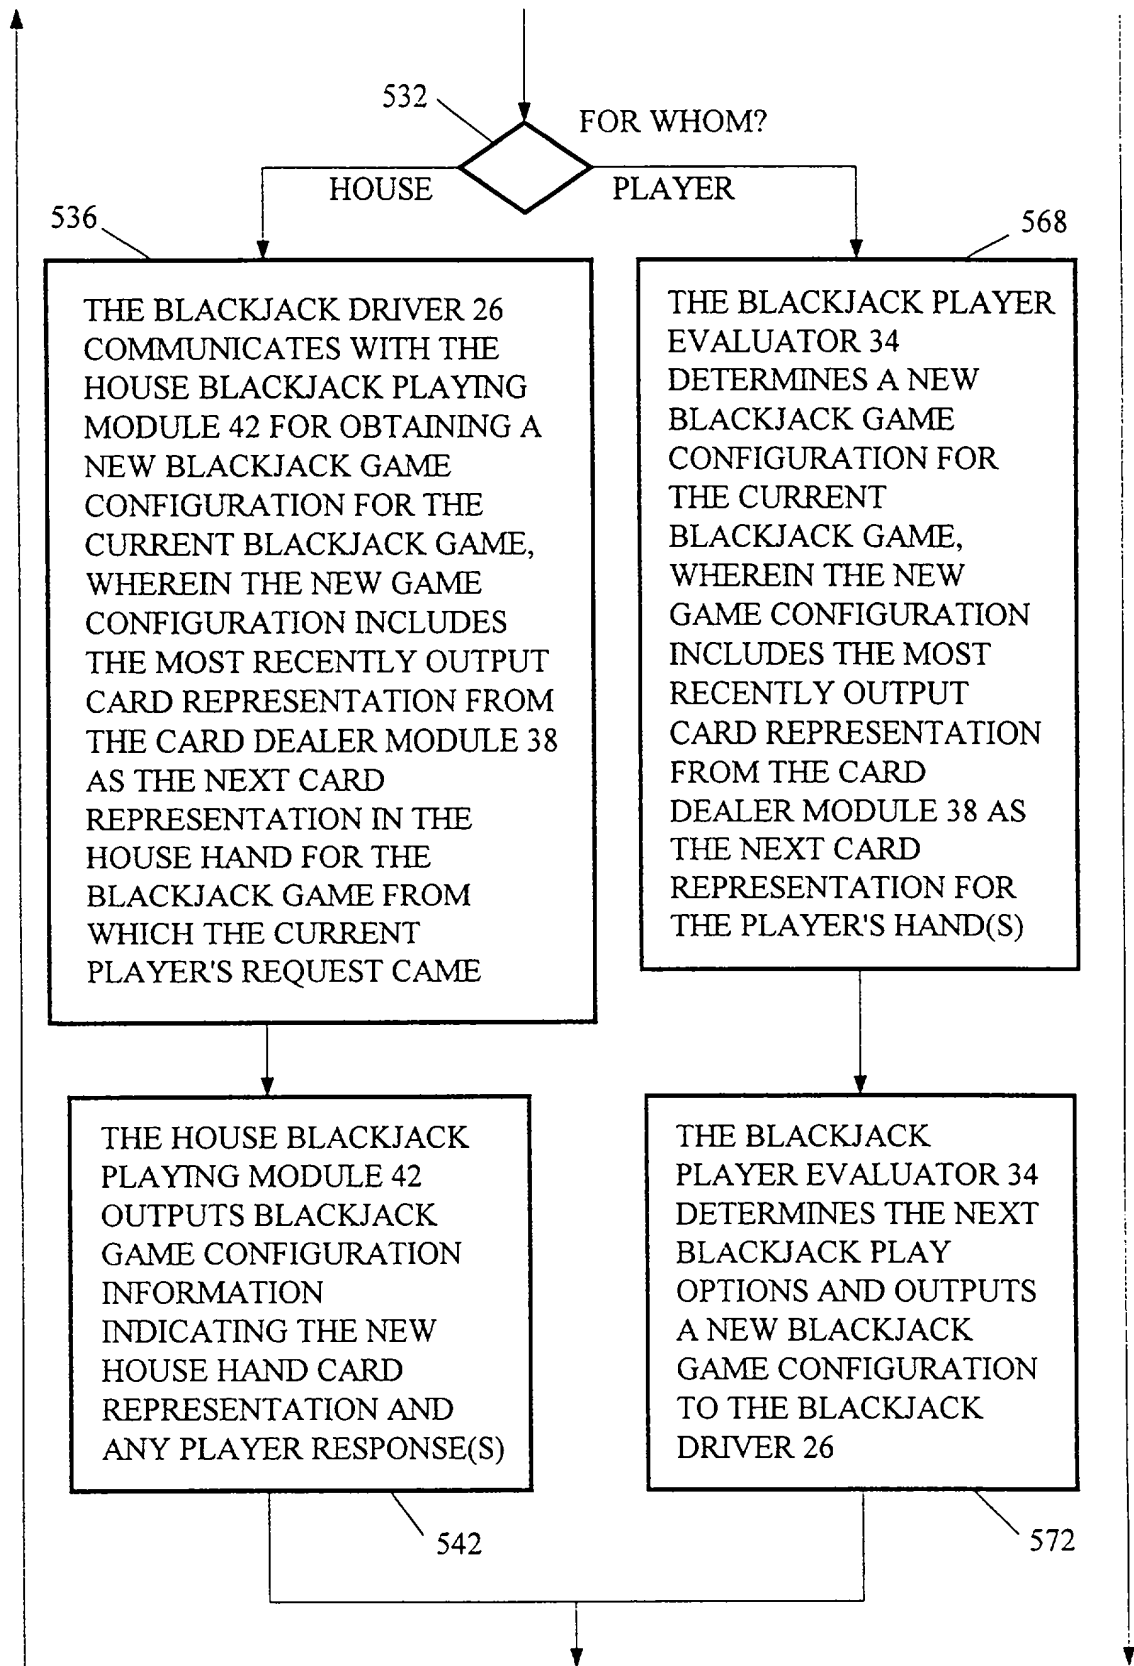 532
FOR WHOM?
HOUSE
PLAYER
536
568
THE BLACKJACK DRIVER 26
COMMUNICATES WITH THE
HOUSE BLACKJACK PLAYING
MODULE 42 FOR OBTAINING A
NEW BLACKJACK GAME
CONFIGURATION FOR THE
CURRENT BLACKJACK GAME,
WHEREIN THE NEW GAME
CONFIGURATION INCLUDES
THE MOST RECENTLY OUTPUT
CARD REPRESENTATION FROM
THE CARD DEALER MODULE 38
AS THE NEXT CARD
REPRESENTATION IN THE
HOUSE HAND FOR THE
BLACKJACK GAME FROM
WHICH THE CURRENT
PLAYER'S REQUEST CAME
THE BLACKJACK PLAYER
EVALUATOR 34
DETERMINES A NEW
BLACKJACK GAME
CONFIGURATION FOR
THE CURRENT
BLACKJACK GAME,
WHEREIN THE NEW
GAME CONFIGURATION
INCLUDES THE MOST
RECENTLY OUTPUT
CARD REPRESENTATION
FROM THE CARD
DEALER MODULE 38 AS
THE NEXT CARD
REPRESENTATION FOR
THE PLAYER'S HAND(S)
THE HOUSE BLACKJACK
PLAYING MODULE 42
OUTPUTS BLACKJACK
GAME CONFIGURATION
INFORMATION
INDICATING THE NEW
HOUSE HAND CARD
REPRESENTATION AND
ANY PLAYER RESPONSE(S)
THE BLACKJACK
PLAYER EVALUATOR 34
DETERMINES THE NEXT
BLACKJACK PLAY
OPTIONS AND OUTPUTS
A NEW BLACKJACK
GAME CONFIGURATION
TO THE BLACKJACK
DRIVER 26
542
572